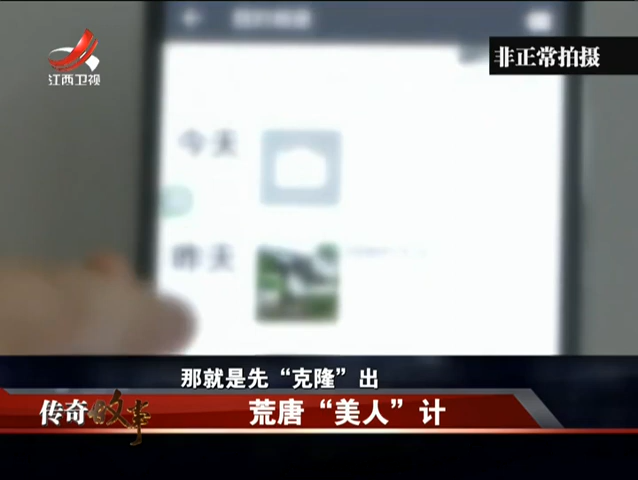 江西卫视
非正常拍摄
今天
昨天
那就是先“克隆”出
传奇故事
荒唐“美人”计